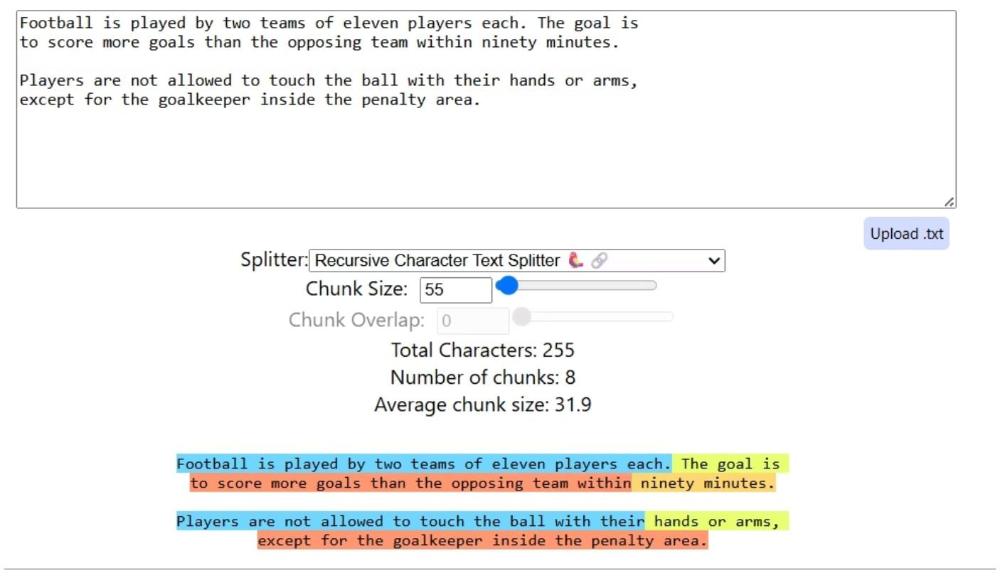 Football is played by two teams of eleven players each. The goal is
to score more goals than the opposing team within ninety minutes.
Players are not allowed to touch the ball with their hands or arms,
except for the goalkeeper inside the penalty area.
Upload .txt
Splitter: Recursive Character Text Splitter 🦜 🔗
Chunk Size: 55
Chunk Overlap: 0
Total Characters: 255
Number of chunks: 8
Average chunk size: 31.9
Football is played by two teams of eleven players each. The goal is
to score more goals than the opposing team within ninety minutes.
Players are not allowed to touch the ball with their hands or arms,
except for the goalkeeper inside the penalty area.